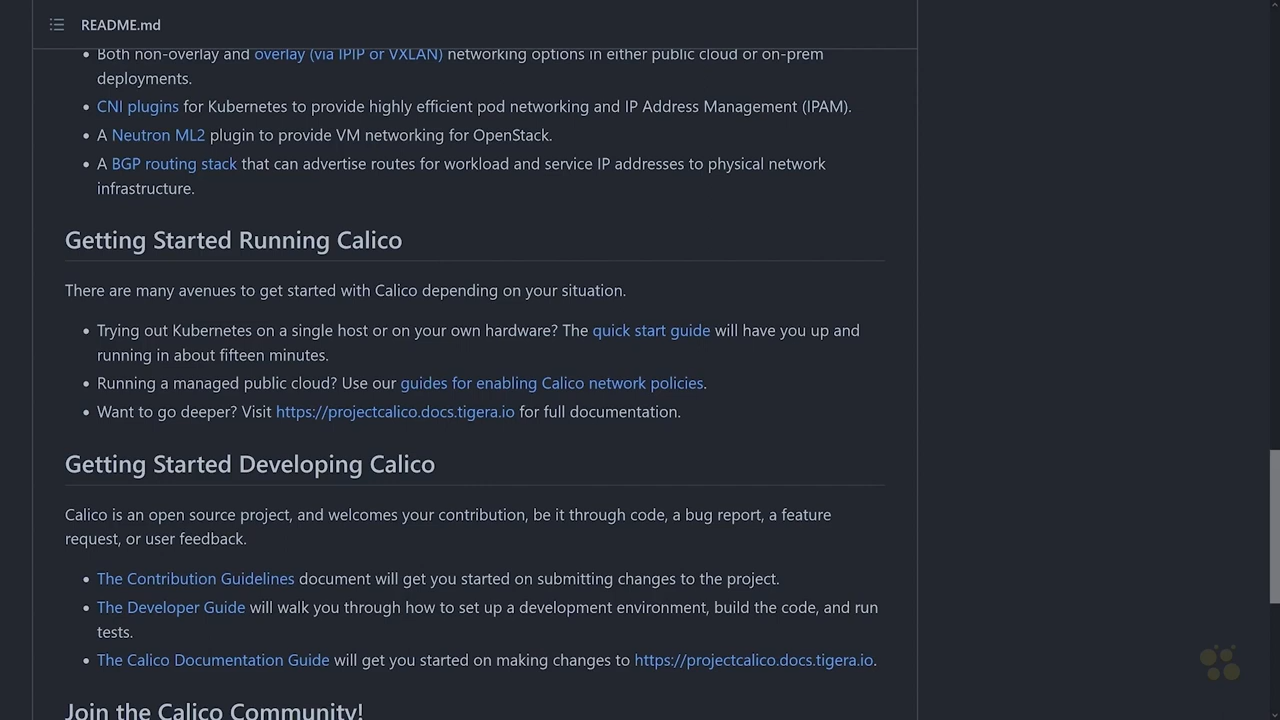 README.md
Both non-overlay and overlay (via IPIP or VXLAN) networking options in either public cloud or on-prem
deployments.
CNI plugins for Kubernetes to provide highly efficient pod networking and IP Address Management (IPAM).
A Neutron ML2 plugin to provide VM networking for OpenStack.
A BGP routing stack that can advertise routes for workload and service IP addresses to physical network
infrastructure.
Getting Started Running Calico
There are many avenues to get started with Calico depending on your situation.
Trying out Kubernetes on a single host or on your own hardware? The quick start guide will have you up and
running in about fifteen minutes.
Running a managed public cloud? Use our guides for enabling Calico network policies.
Want to go deeper? Visit https://projectcalico.docs.tigera.io for full documentation.
Getting Started Developing Calico
Calico is an open source project, and welcomes your contribution, be it through code, a bug report, a feature
request, or user feedback.
The Contribution Guidelines document will get you started on submitting changes to the project.
The Developer Guide will walk you through how to set up a development environment, build the code, and run
tests.
The Calico Documentation Guide will get you started on making changes to https://projectcalico.docs.tigera.io.
Join the Calico Community!